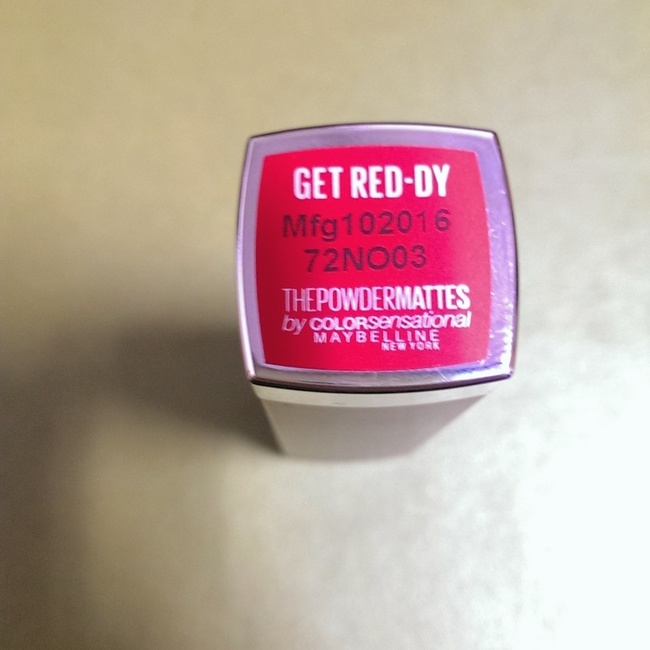 GET RED-DY
Mfg102016
72NO03
THEPOWDERMATTES
by COLORsensational
MAYBELLINE
NEW YORK